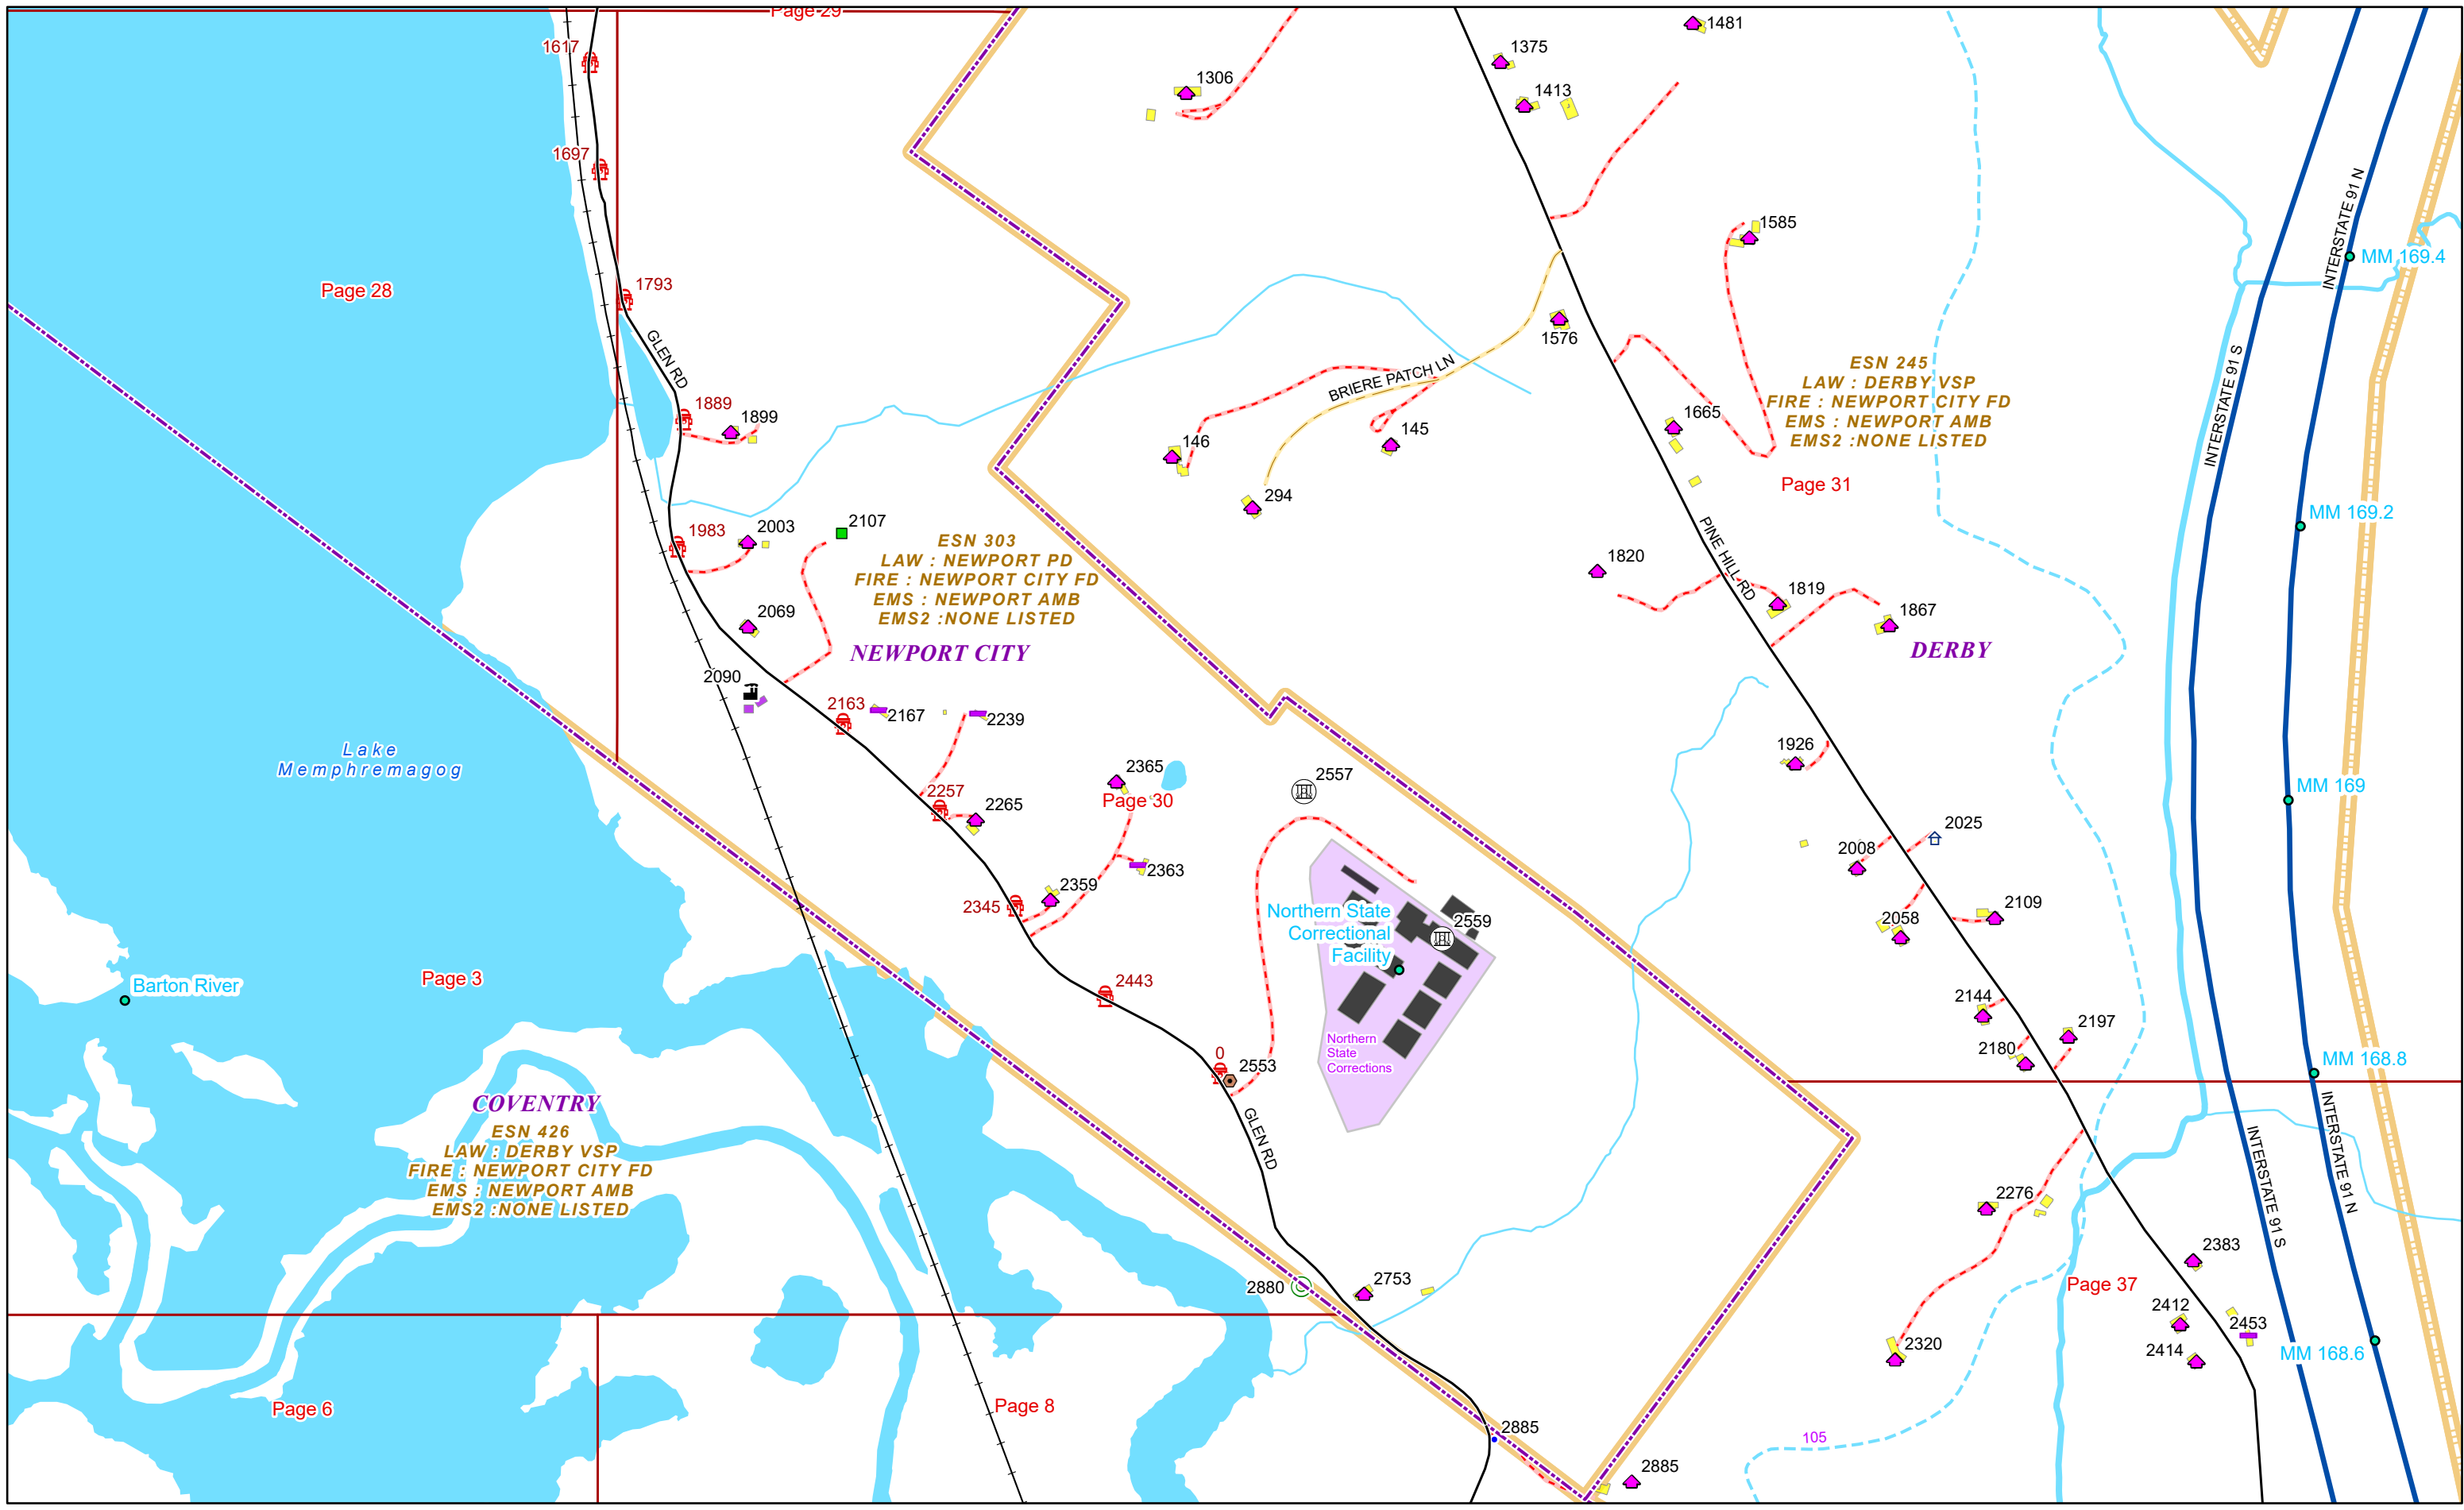 Page 29
1481
1617
1375
1306
1413
1697
1585
INTERSTATE 91 N
MM 169.4
1793
Page 28
GLEN RD
1576
BRIERE PATCH LN
ESN 245
LAW : DERBY VSP
FIRE : NEWPORT CITY FD
EMS : NEWPORT AMB
EMS2 :NONE LISTED
INTERSTATE 91 S
1889
1899
1665
145
146
294
Page 31
MM 169.2
1983
2003
2107
ESN 303
LAW : NEWPORT PD
FIRE : NEWPORT CITY FD
EMS : NEWPORT AMB
EMS2 :NONE LISTED
PINE HILL RD
1820
1819
1867
2069
NEWPORT CITY
DERBY
2090
2163
2167
2239
Lake
Memphremagog
1926
2365
2557
Page 30
2257
2265
MM 169
2025
2008
2363
2359
2345
Northern State
Correctional
Facility
2559
2109
2058
Page 3
Barton River
2443
2144
2197
2180
Northern
State
Corrections
0
2553
MM 168.8
COVENTRY
ESN 426
LAW : DERBY VSP
FIRE : NEWPORT CITY FD
EMS : NEWPORT AMB
EMS2 :NONE LISTED
GLEN RD
INTERSTATE 91 S
INTERSTATE 91 N
2276
2383
2880
2753
Page 37
2412
2453
2414
2320
MM 168.6
Page 6
Page 8
2885
105
2885